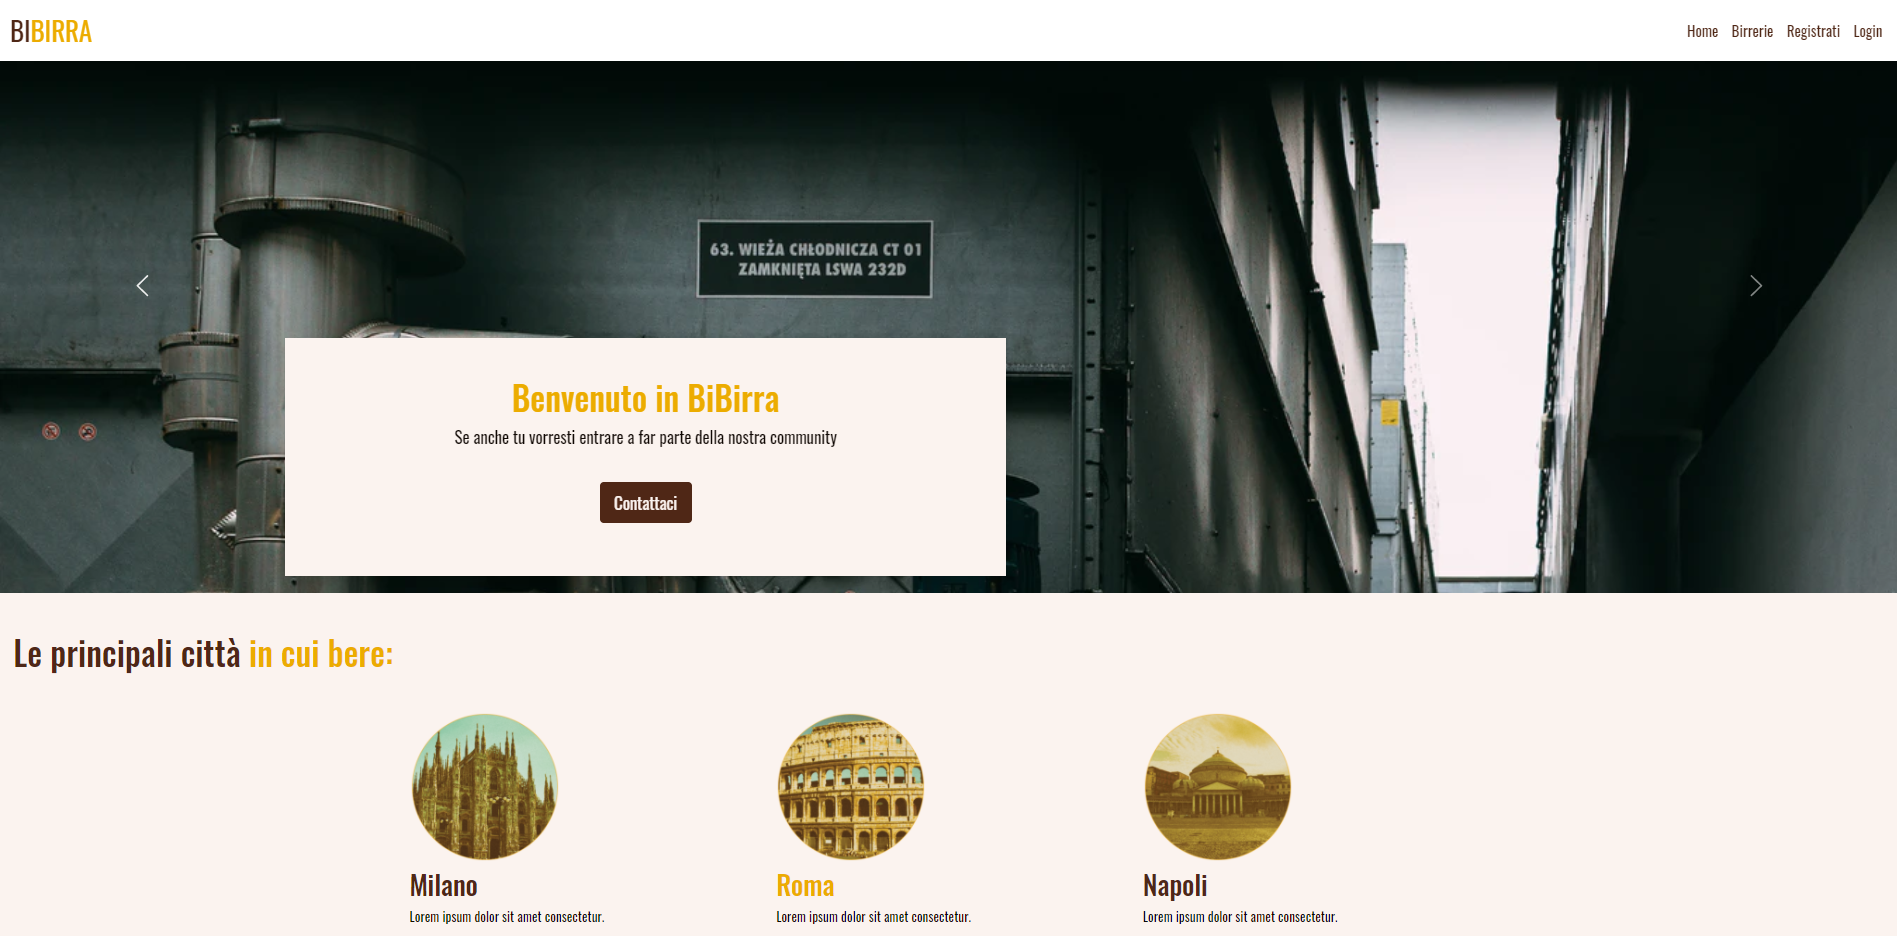 BIBIRRA
Home Birrerie Registrati Login
63. WIEŻA CHŁODNICZA CT 01
ZAMKNIĘTA LSWA 232D
Benvenuto in BiBirra
Se anche tu vorresti entrare a far parte della nostra community
Contattaci
Le principali città in cui bere:
Milano
Lorem ipsum dolor sit amet consectetur.
Roma
Lorem ipsum dolor sit amet consectetur.
Napoli
Lorem ipsum dolor sit amet consectetur.